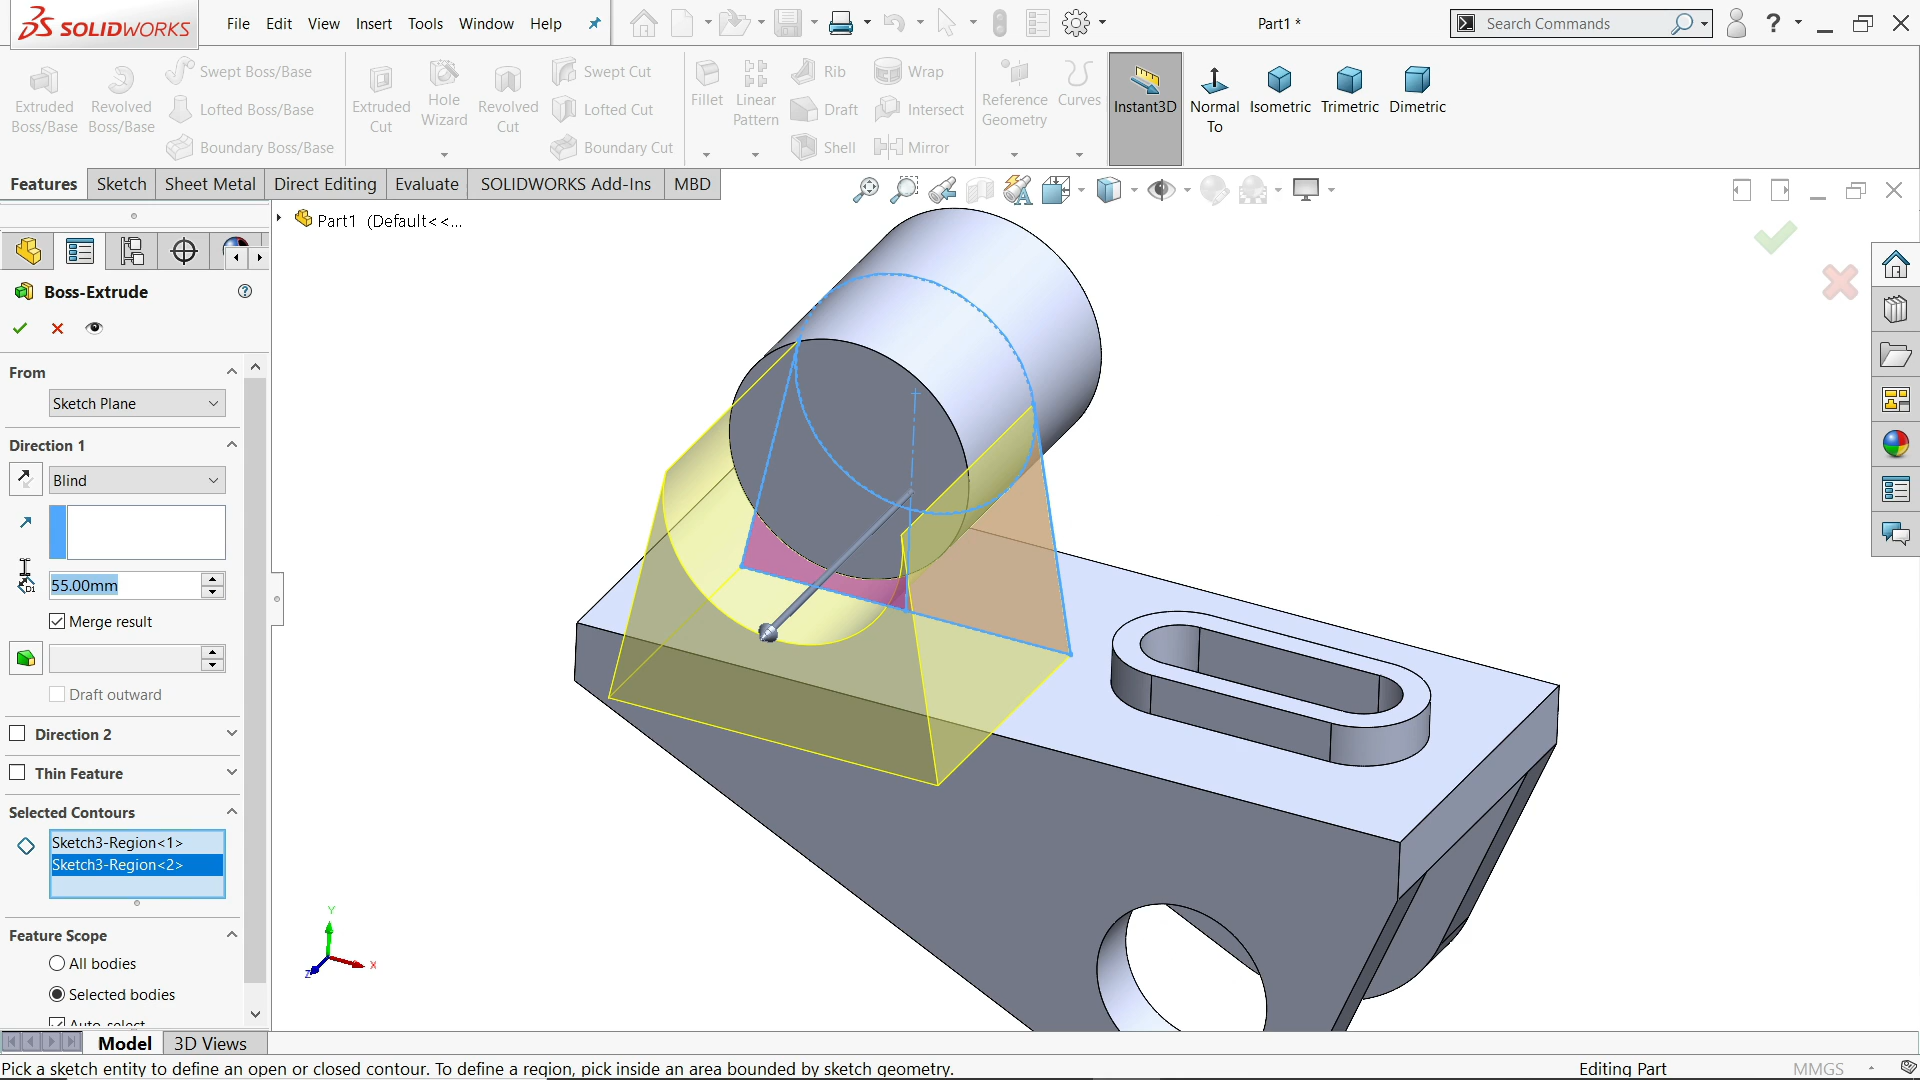 SOLIDWORKS
File Edit View Insert Tools Window Help
Part1 *
Search Commands
?
Extruded Boss/Base
Revolved Boss/Base
Swept Boss/Base
Lofted Boss/Base
Boundary Boss/Base
Extruded Cut
Hole Wizard
Revolved Cut
Swept Cut
Lofted Cut
Boundary Cut
Fillet
Linear Pattern
Rib
Draft
Shell
Wrap
Intersect
Mirror
Reference Geometry
Curves
Instant3D
Normal To
Isometric
Trimetric
Dimetric
Features Sketch Sheet Metal Direct Editing Evaluate SOLIDWORKS Add-Ins MBD
Part1 (Default<<...
Boss-Extrude
From
Sketch Plane
Direction 1
Blind
D1
55.00mm
Merge result
Draft outward
Direction 2
Thin Feature
Selected Contours
Sketch3-Region<1>
Sketch3-Region<2>
Feature Scope
All bodies
Selected bodies
Auto-select
Y
X
Z
Model 3D Views
Pick a sketch entity to define an open or closed contour. To define a region, pick inside an area bounded by sketch geometry.
Editing Part
MMGS